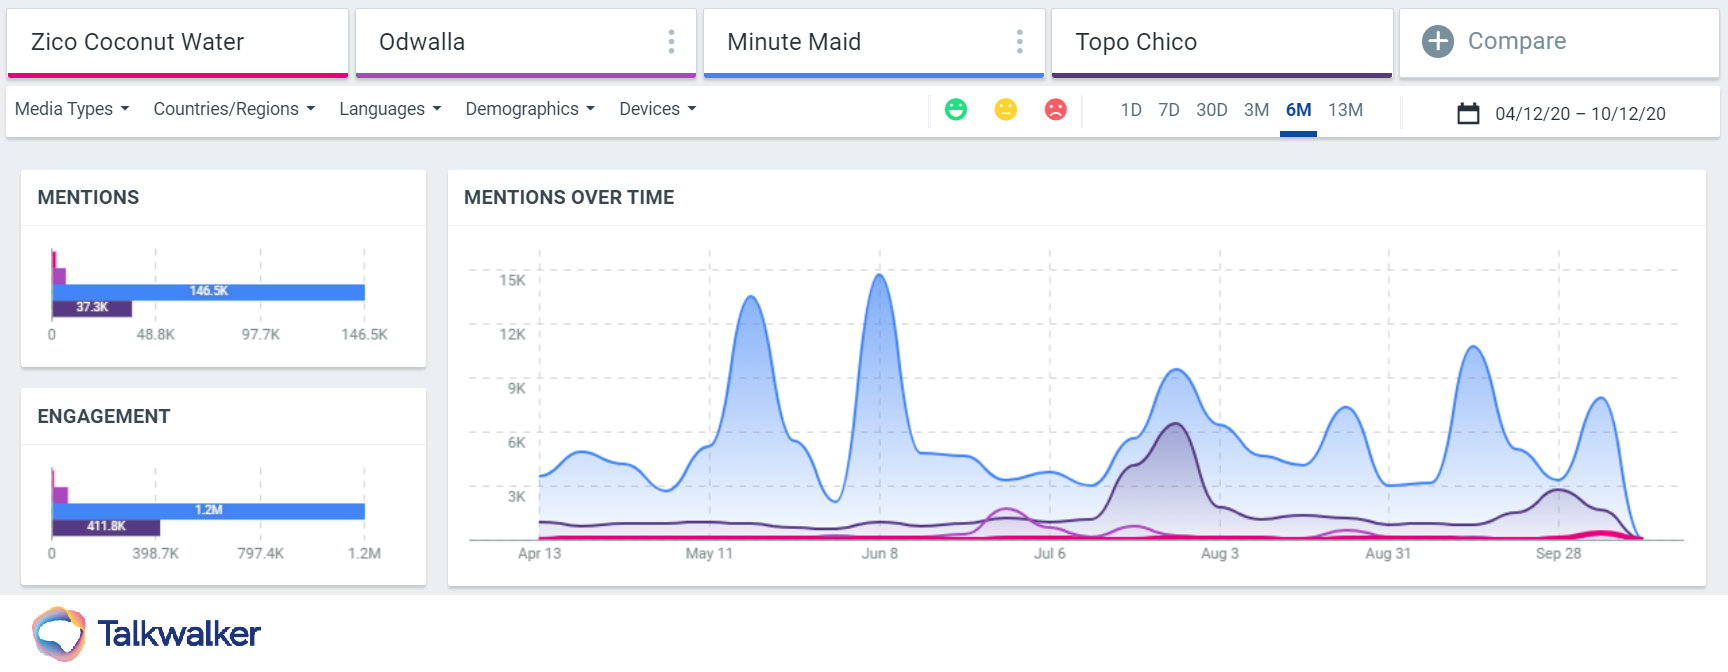 Zico Coconut Water
Odwalla
Minute Maid
Topo Chico
Compare
Media Types
Countries/Regions
Languages
Demographics
Devices
1D 7D 30D 3M 6M 13M
04/12/20 – 10/12/20
MENTIONS
146.5K
37.3K
0 48.8K 97.7K 146.5K
ENGAGEMENT
1.2M
411.8K
0 398.7K 797.4K 1.2M
MENTIONS OVER TIME
15K
12K
9K
6K
3K
Apr 13 May 11 Jun 8 Jul 6 Aug 3 Aug 31 Sep 28
Talkwalker